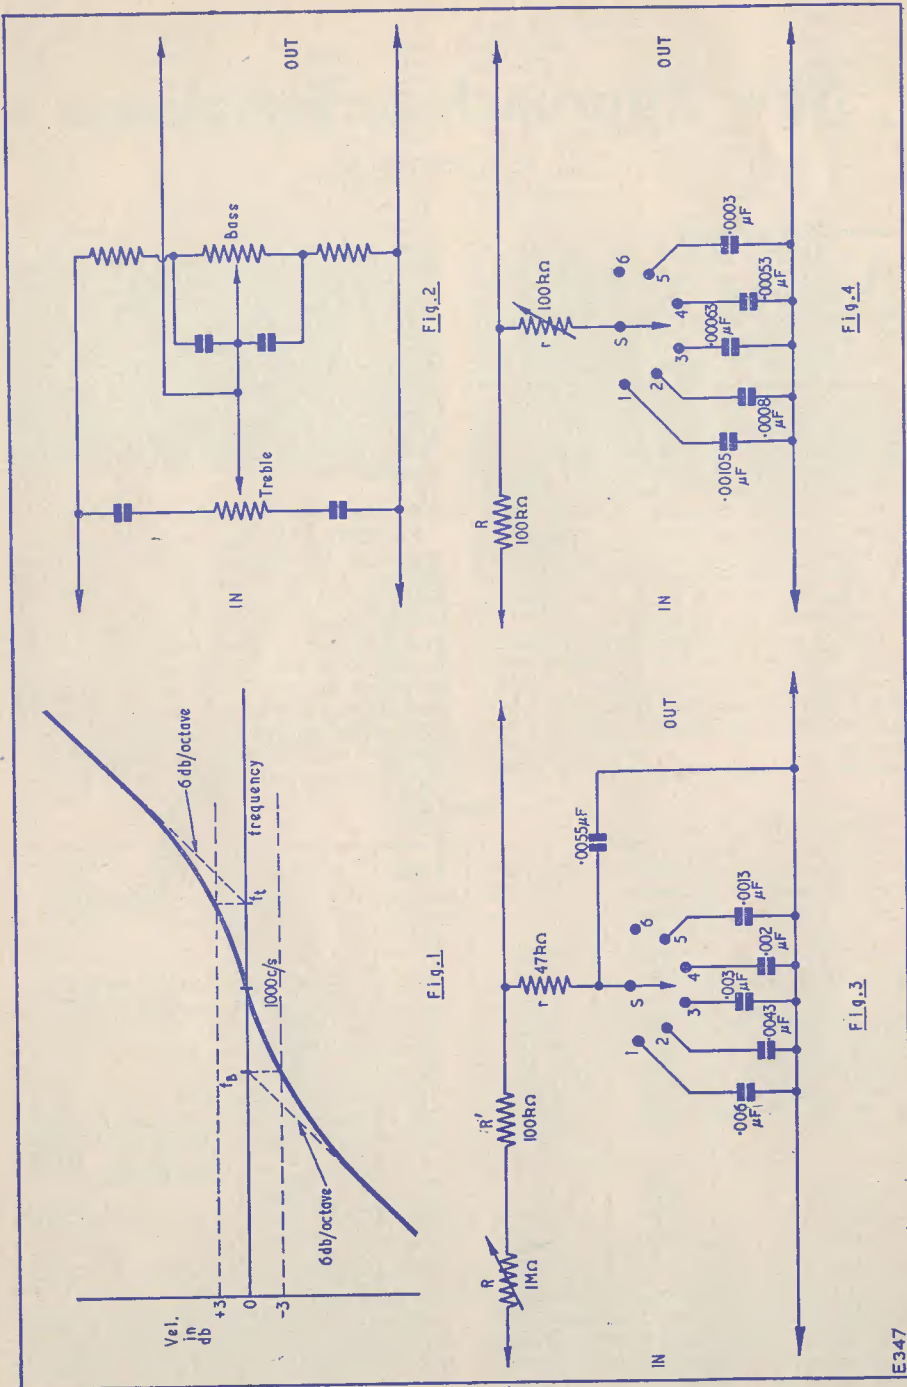 Vel.
in
db
+3
0
-3
6db/octave
fB
1000c/s
ft
frequency
6db/octave
Fig.1
IN
Treble
Bass
OUT
Fig.2
IN
R
1MΩ
R'
100kΩ
r
47kΩ
·0055μF
S
1
2
3
4
5
6
·006
μF
·0043
μF
·003
μF
·002
μF
·0013
μF
OUT
Fig.3
IN
R
100kΩ
r
100kΩ
S
1
2
3
4
5
6
·00105
μF
·0008
μF
·00063
μF
·00053
μF
·0003
μF
OUT
Fig.4
E347